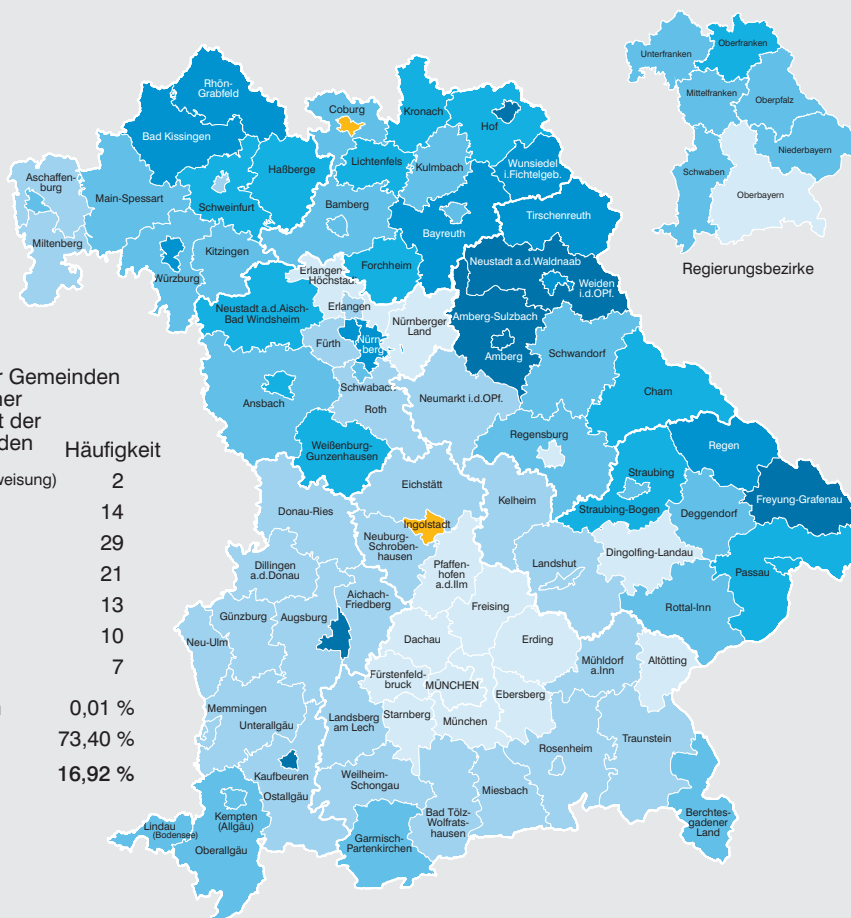 Unterfranken
Oberfranken
Mittelfranken
Oberpfalz
Niederbayern
Schwaben
Oberbayern
Regierungsbezirke
Rhön-
Grabfeld
Bad Kissingen
Coburg
Kronach
Hof
Lichtenfels
Kulmbach
Wunsiedel
i.Fichtelgeb.
Aschaffen-
burg
Main-Spessart
Schweinfurt
Haßberge
Bamberg
Bayreuth
Tirschenreuth
Miltenberg
Würzburg
Kitzingen
Erlangen-
Höchstadt
Forchheim
Neustadt a.d.Waldnaab
Weiden
i.d.OPf.
Neustadt a.d.Aisch-
Bad Windsheim
Erlangen
Nürnberger
Land
Amberg-Sulzbach
Amberg
Fürth
Nürn-
berg
Schwandorf
Ansbach
Schwabach
Roth
Neumarkt i.d.OPf.
Cham
Weißenburg-
Gunzenhausen
Regensburg
Regen
Straubing
Freyung-Grafenau
Straubing-Bogen
Deggendorf
Eichstätt
Kelheim
Donau-Ries
Ingolstadt
Neuburg-
Schroben-
hausen
Pfaffen-
hofen
a.d.Ilm
Landshut
Dingolfing-Landau
Passau
Dillingen
a.d.Donau
Aichach-
Friedberg
Freising
Rottal-Inn
Günzburg
Augsburg
Neu-Ulm
Dachau
Erding
Mühldorf
a.Inn
Altötting
Fürstenfeld-
bruck
MÜNCHEN
Ebersberg
Memmingen
Unterallgäu
Landsberg
am Lech
Starnberg
München
Rosenheim
Traunstein
Kaufbeuren
Ostallgäu
Weilheim-
Schongau
Miesbach
Bad Tölz-
Wolfrats-
hausen
Lindau
(Bodensee)
Kempten
(Allgäu)
Oberallgäu
Garmisch-
Partenkirchen
Berchtes-
gadener
Land
r Gemeinden
ner
t der
den
Häufigkeit
weisung) 2
14
29
21
13
10
7
n 0,01 %
73,40 %
16,92 %